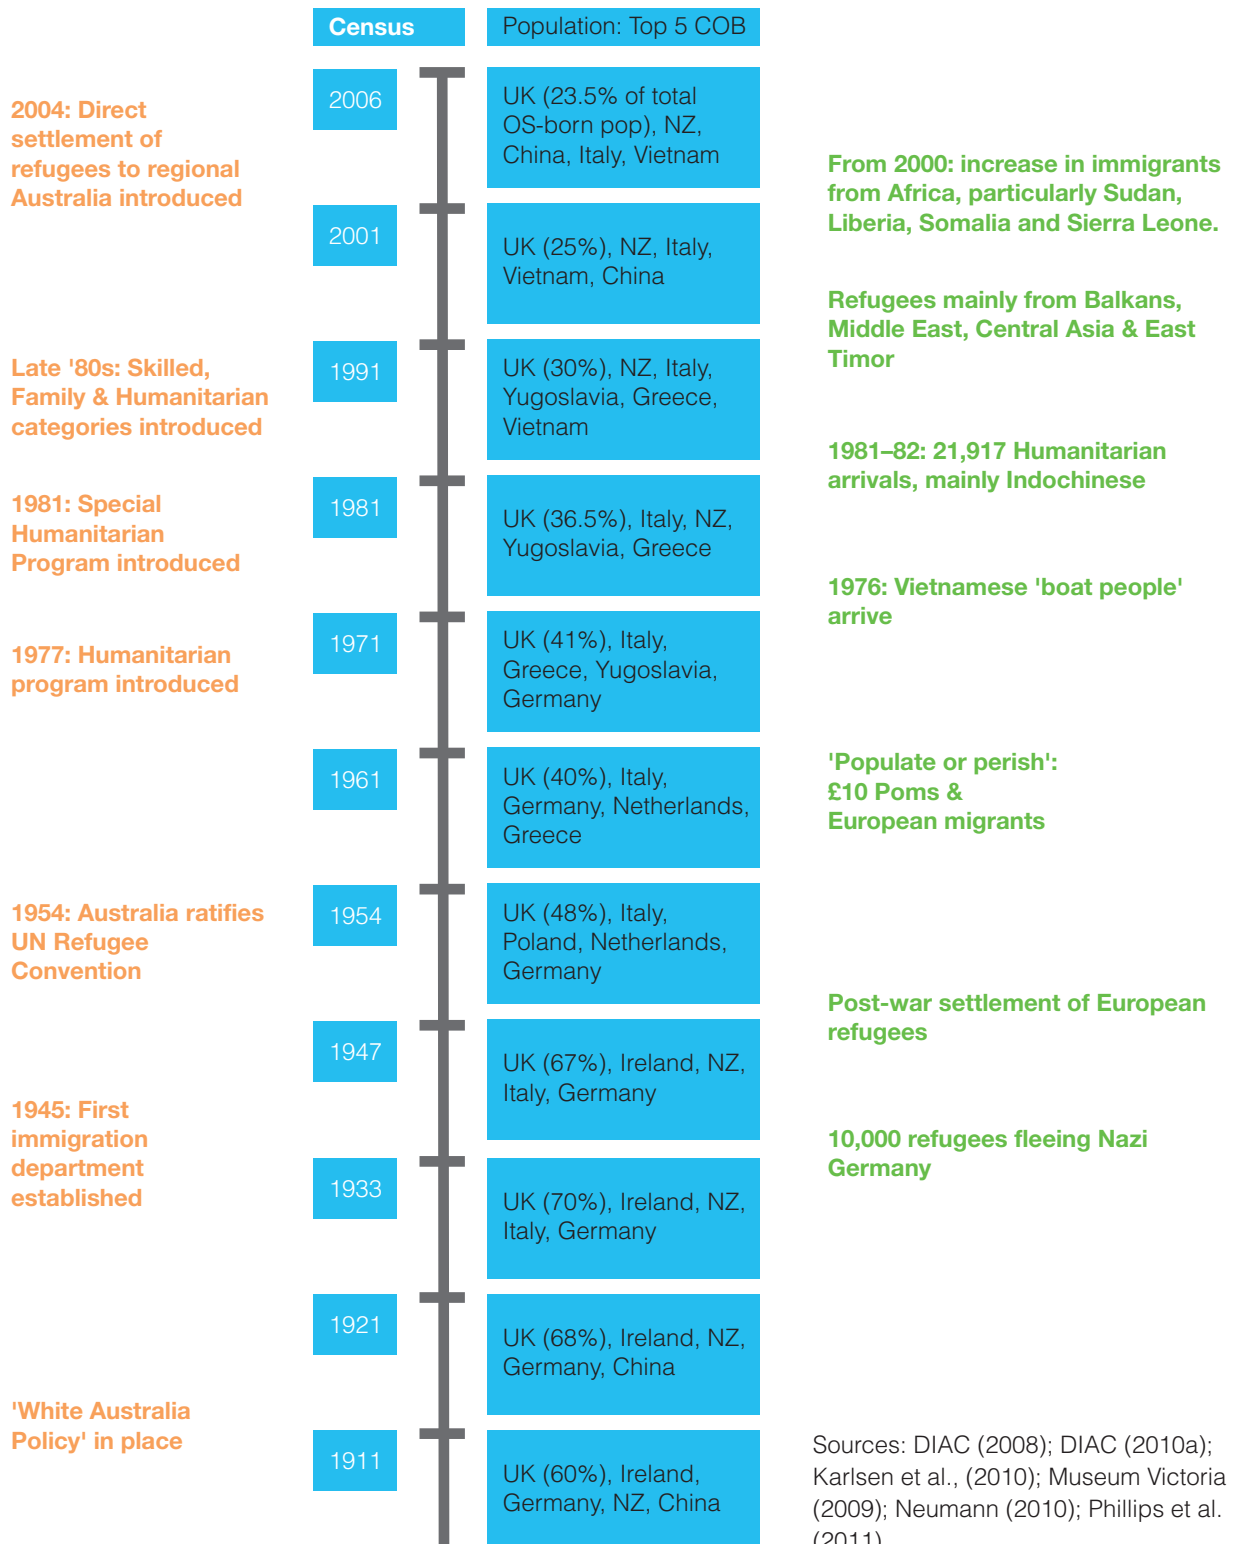 Census
Population: Top 5 COB
2004: Direct
settlement of
refugees to regional
Australia introduced
2006
UK (23.5% of total
OS-born pop), NZ,
China, Italy, Vietnam
From 2000: increase in immigrants
from Africa, particularly Sudan,
Liberia, Somalia and Sierra Leone.
2001
UK (25%), NZ, Italy,
Vietnam, China
Refugees mainly from Balkans,
Middle East, Central Asia & East
Timor
Late '80s: Skilled,
Family & Humanitarian
categories introduced
1991
UK (30%), NZ, Italy,
Yugoslavia, Greece,
Vietnam
1981–82: 21,917 Humanitarian
arrivals, mainly Indochinese
1981: Special
Humanitarian
Program introduced
1981
UK (36.5%), Italy, NZ,
Yugoslavia, Greece
1976: Vietnamese 'boat people'
arrive
1977: Humanitarian
program introduced
1971
UK (41%), Italy,
Greece, Yugoslavia,
Germany
1961
UK (40%), Italy,
Germany, Netherlands,
Greece
'Populate or perish':
£10 Poms &
European migrants
1954: Australia ratifies
UN Refugee
Convention
1954
UK (48%), Italy,
Poland, Netherlands,
Germany
Post-war settlement of European
refugees
1947
UK (67%), Ireland, NZ,
Italy, Germany
1945: First
immigration
department
established
10,000 refugees fleeing Nazi
Germany
1933
UK (70%), Ireland, NZ,
Italy, Germany
1921
UK (68%), Ireland, NZ,
Germany, China
'White Australia
Policy' in place
1911
UK (60%), Ireland,
Germany, NZ, China
Sources: DIAC (2008); DIAC (2010a);
Karlsen et al., (2010); Museum Victoria
(2009); Neumann (2010); Phillips et al.
(2011)